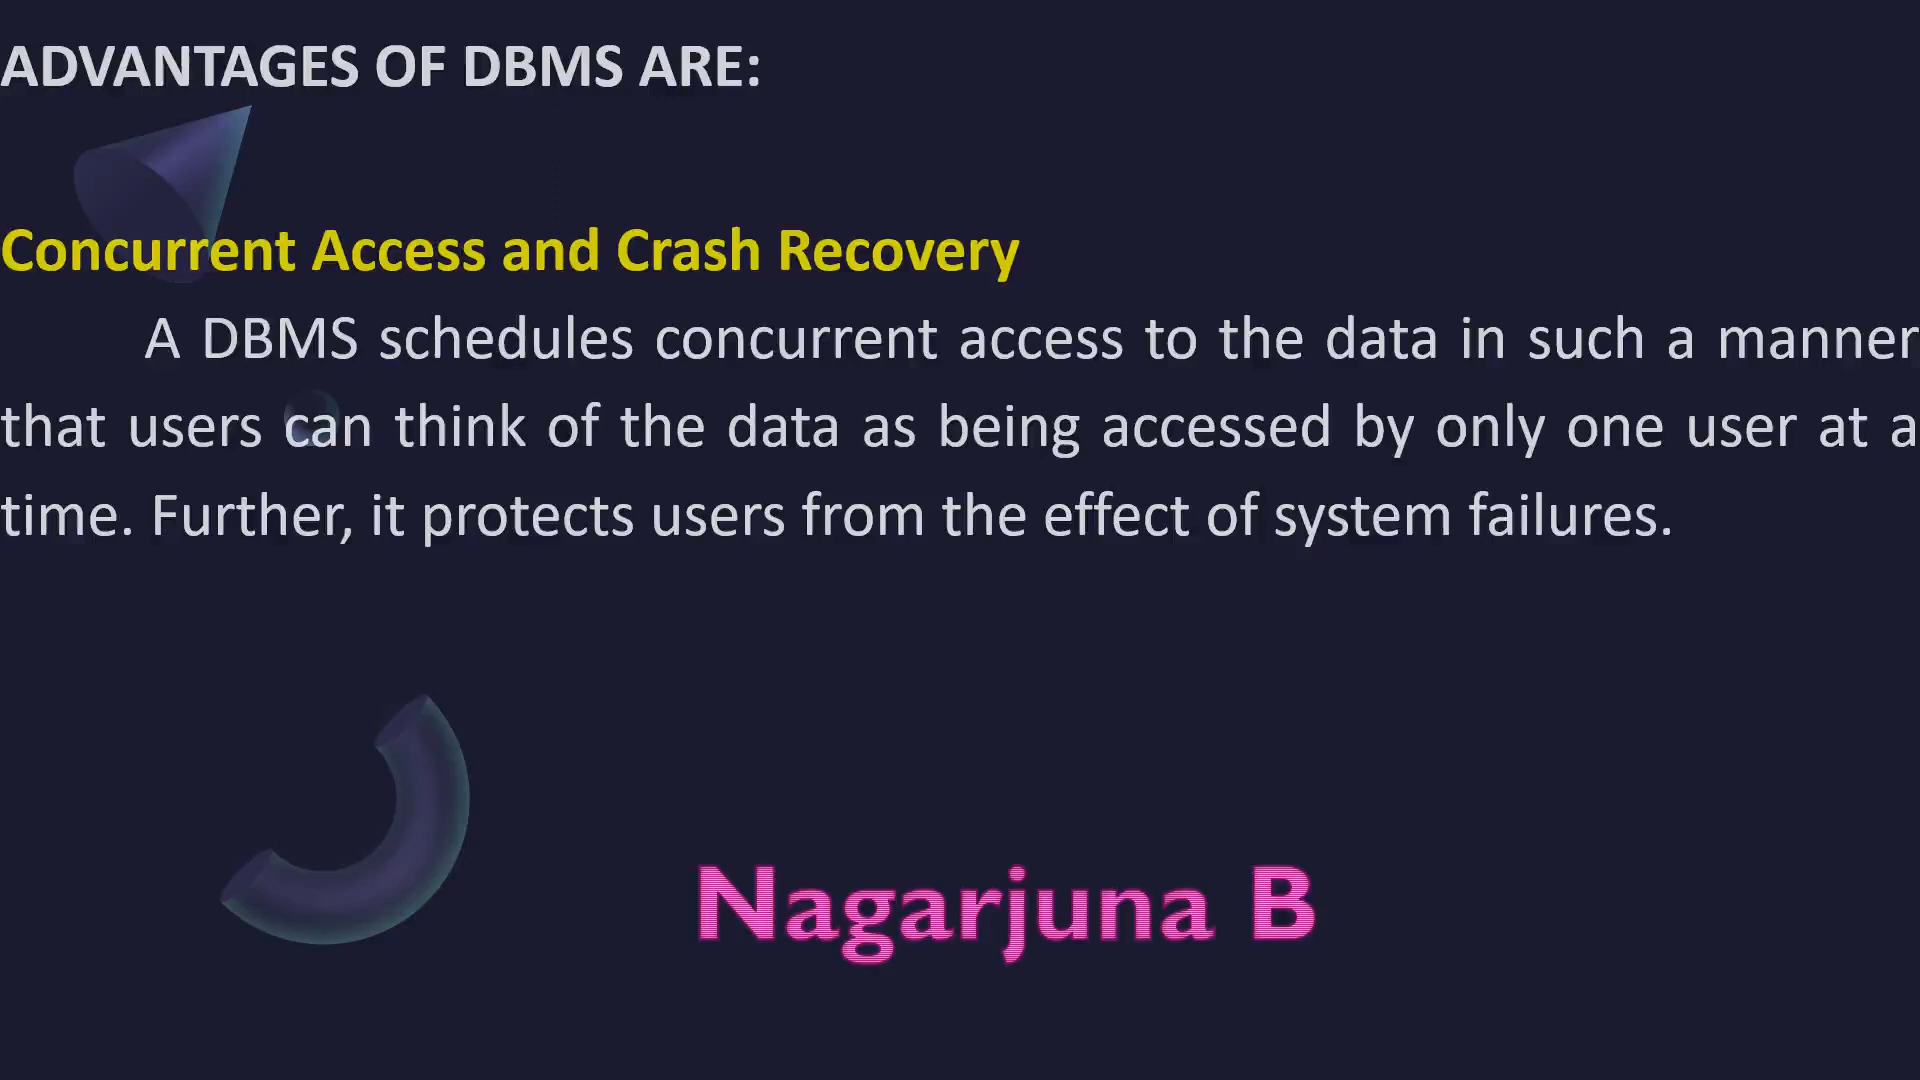 ADVANTAGES OF DBMS ARE:
Concurrent Access and Crash Recovery
A DBMS schedules concurrent access to the data in such a manner
that users can think of the data as being accessed by only one user at a
time. Further, it protects users from the effect of system failures.
Nagarjuna B